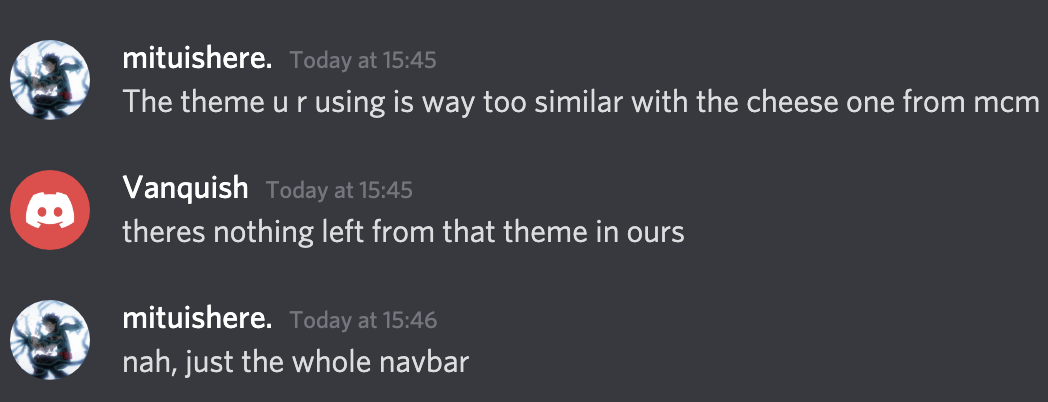 mituishere. Today at 15:45
The theme u r using is way too similar with the cheese one from mcm
Vanquish Today at 15:45
theres nothing left from that theme in ours
mituishere. Today at 15:46
nah, just the whole navbar